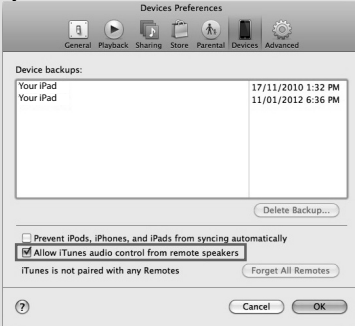 Devices Preferences
General Playback Sharing Store Parental Devices Advanced
Device backups:
Your iPad 17/11/2010 1:32 PM
Your iPad 11/01/2012 6:36 PM
Delete Backup...
Prevent iPods, iPhones, and iPads from syncing automatically
Allow iTunes audio control from remote speakers
iTunes is not paired with any Remotes Forget All Remotes
? Cancel OK